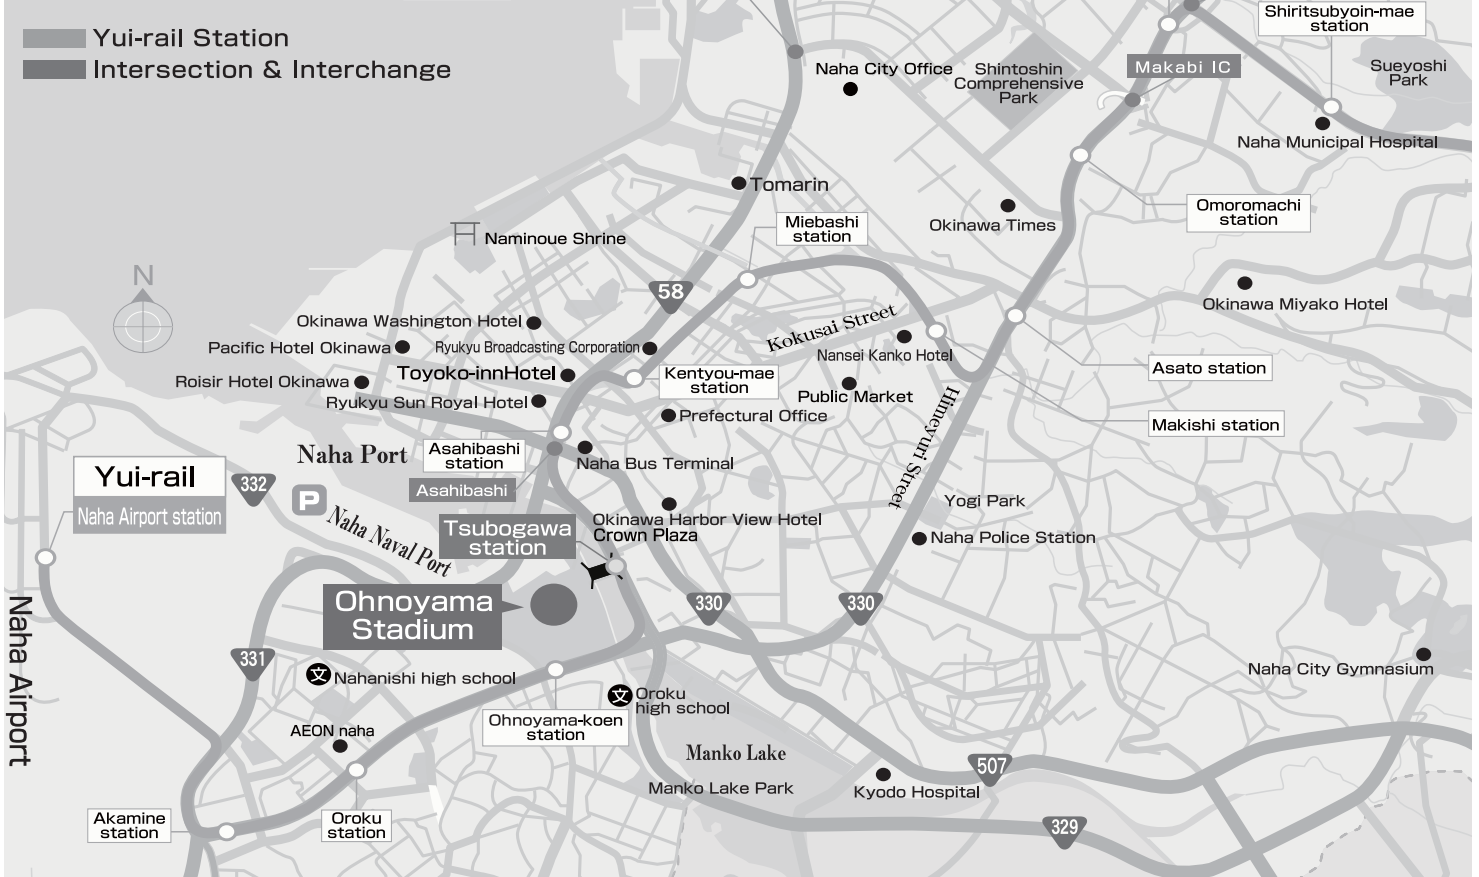 Yui-rail Station
Intersection & Interchange
Shiritsubyoin-mae
station
Naha City Office
Shintoshin
Comprehensive
Park
Makabi IC
Sueyoshi
Park
Naha Municipal Hospital
Tomarin
Omoromachi
station
Okinawa Times
Miebashi
station
Naminoue Shrine
N
58
Okinawa Miyako Hotel
Okinawa Washington Hotel
Kokusai Street
Pacific Hotel Okinawa
Ryukyu Broadcasting Corporation
Nansei Kanko Hotel
Toyoko-innHotel
Kentyou-mae
station
Asato station
Roisir Hotel Okinawa
Public Market
Ryukyu Sun Royal Hotel
Prefectural Office
Makishi station
Himeyuri Street
Naha Port
Asahibashi
station
Naha Bus Terminal
Yui-rail
Naha Airport station
332
P
Asahibashi
Yogi Park
Naha Naval Port
Tsubogawa
station
Okinawa Harbor View Hotel
Crown Plaza
Naha Police Station
Ohnoyama
Stadium
330
330
Naha Airport
331
文
Nahanishi high school
文
Oroku
high school
Naha City Gymnasium
Ohnoyama-koen
station
AEON naha
Manko Lake
507
Manko Lake Park
Kyodo Hospital
Akamine
station
Oroku
station
329